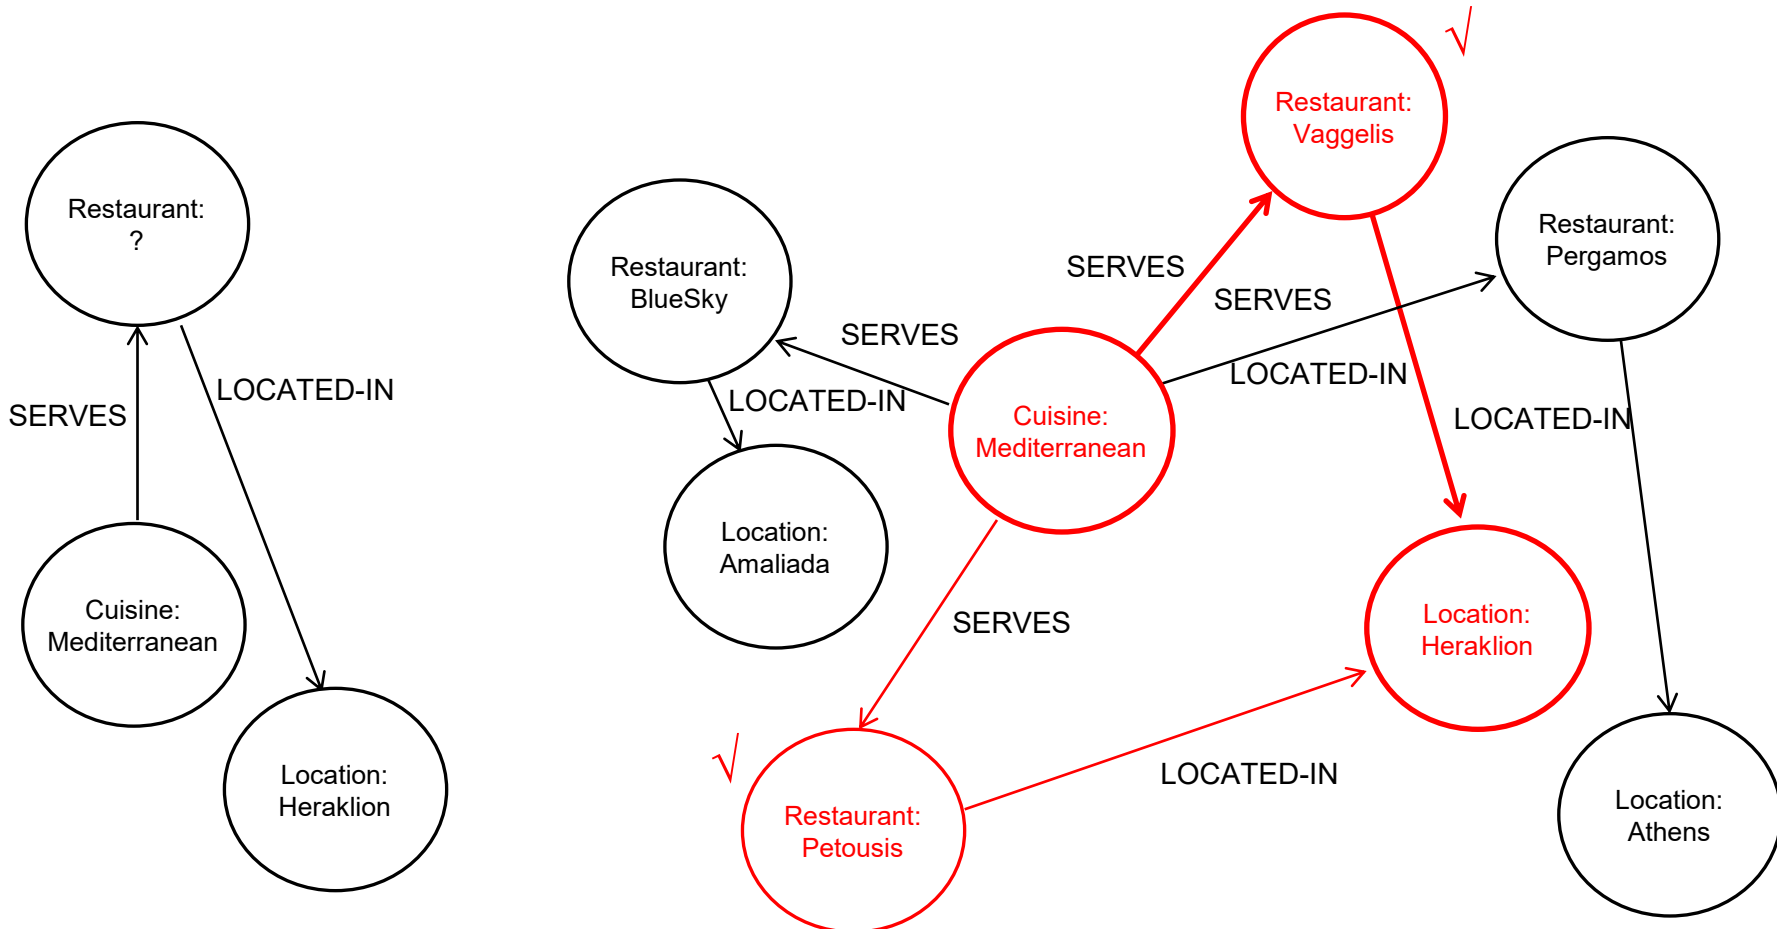 Restaurant:
?
SERVES
LOCATED-IN
Cuisine:
Mediterranean
Location:
Heraklion
√
Restaurant:
Vaggelis
Restaurant:
Pergamos
Restaurant:
BlueSky
SERVES
SERVES
SERVES
LOCATED-IN
LOCATED-IN
LOCATED-IN
Cuisine:
Mediterranean
Location:
Amaliada
SERVES
Location:
Heraklion
√
LOCATED-IN
Restaurant:
Petousis
Location:
Athens